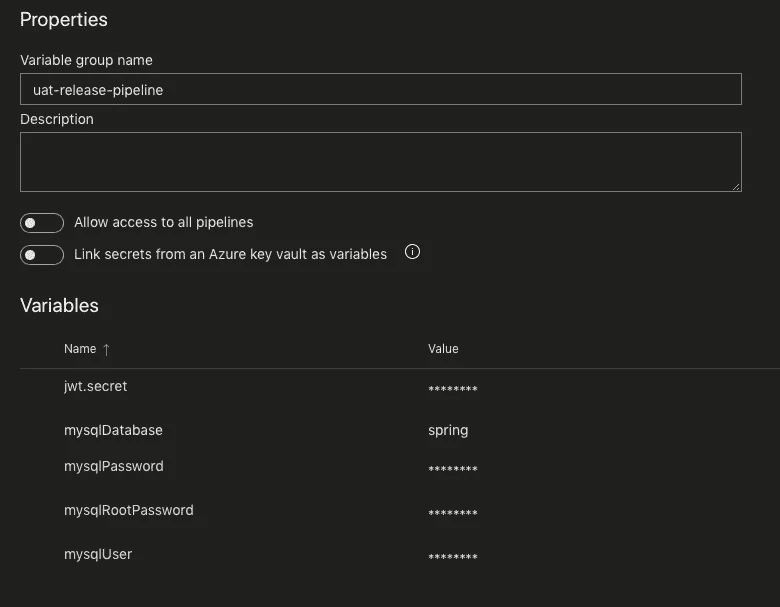 Properties
Variable group name
uat-release-pipeline
Description
Allow access to all pipelines
Link secrets from an Azure key vault as variables
Variables
Name ↑ Value
jwt.secret ********
mysqlDatabase spring
mysqlPassword ********
mysqlRootPassword ********
mysqlUser ********